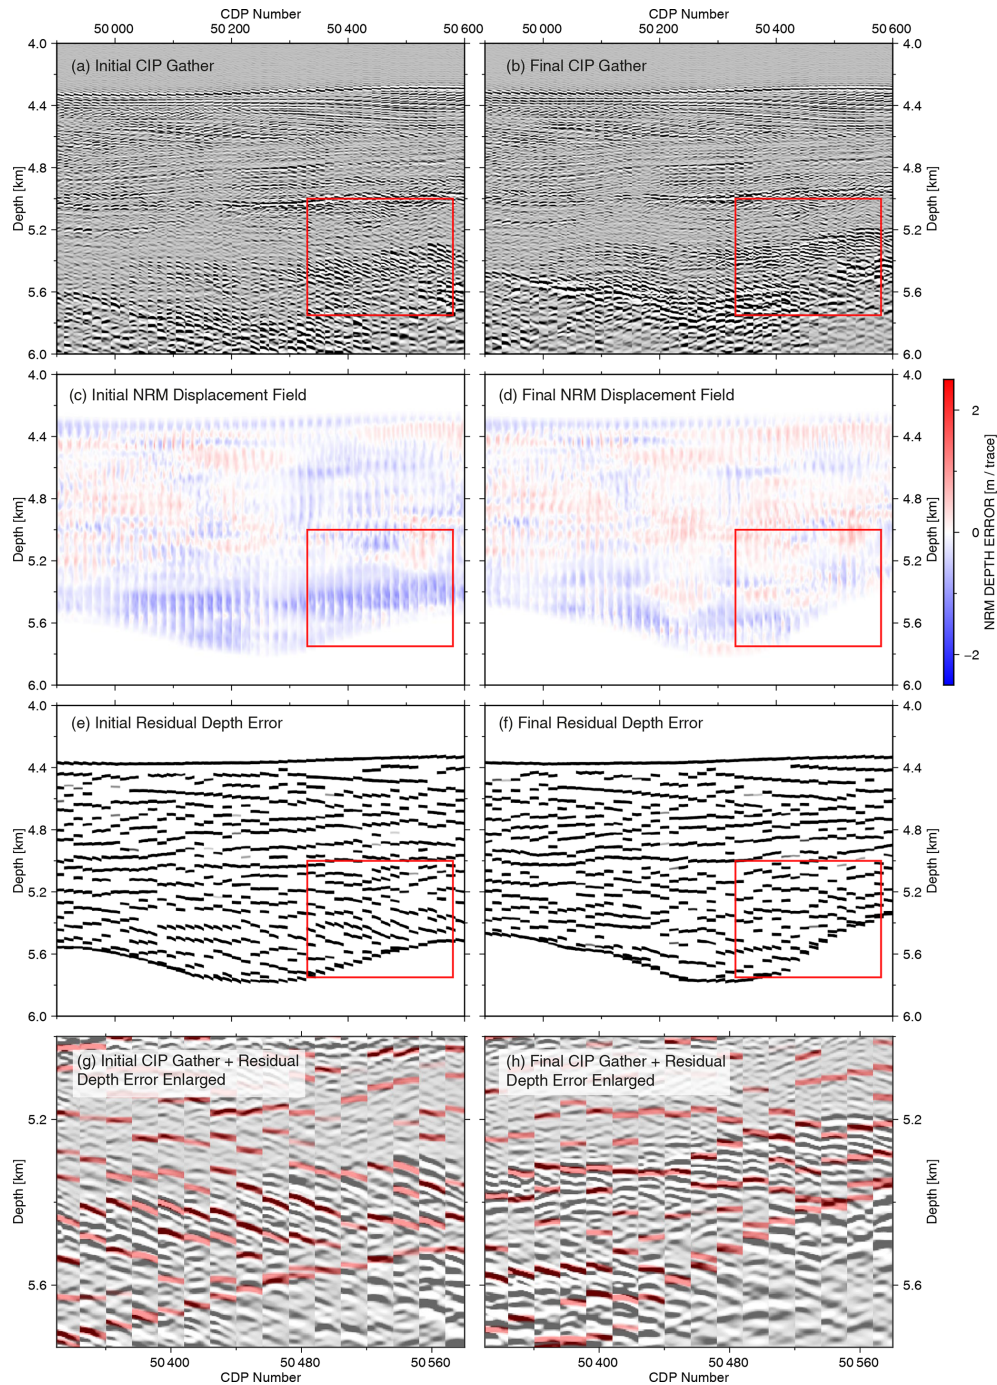 CDP Number
CDP Number
50 000 50 200 50 400 50 600
50 000 50 200 50 400 50 600
(a) Initial CIP Gather
(b) Final CIP Gather
4.0
4.4
4.8
5.2
5.6
6.0
Depth [km]
4.0
4.4
4.8
5.2
5.6
6.0
Depth [km]
(c) Initial NRM Displacement Field
(d) Final NRM Displacement Field
4.0
4.4
4.8
5.2
5.6
6.0
Depth [km]
4.0
4.4
4.8
5.2
5.6
6.0
Depth [km]
2
0
−2
NRM DEPTH ERROR [m / trace]
(e) Initial Residual Depth Error
(f) Final Residual Depth Error
4.0
4.4
4.8
5.2
5.6
6.0
Depth [km]
4.0
4.4
4.8
5.2
5.6
6.0
Depth [km]
(g) Initial CIP Gather + Residual
Depth Error Enlarged
(h) Final CIP Gather + Residual
Depth Error Enlarged
5.2
5.6
Depth [km]
5.2
5.6
Depth [km]
50 400 50 480 50 560
50 400 50 480 50 560
CDP Number
CDP Number